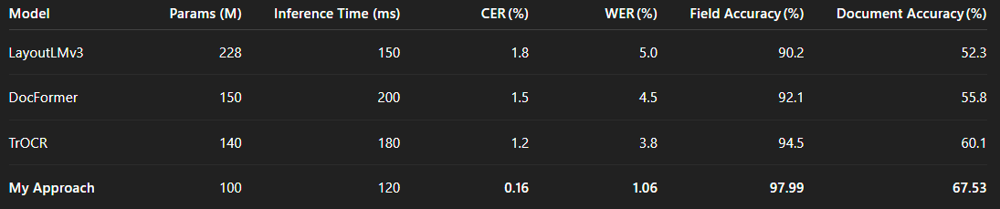 Model Params (M) Inference Time (ms) CER (%) WER (%) Field Accuracy (%) Document Accuracy (%)
LayoutLMv3 228 150 1.8 5.0 90.2 52.3
DocFormer 150 200 1.5 4.5 92.1 55.8
TrOCR 140 180 1.2 3.8 94.5 60.1
My Approach 100 120 0.16 1.06 97.99 67.53